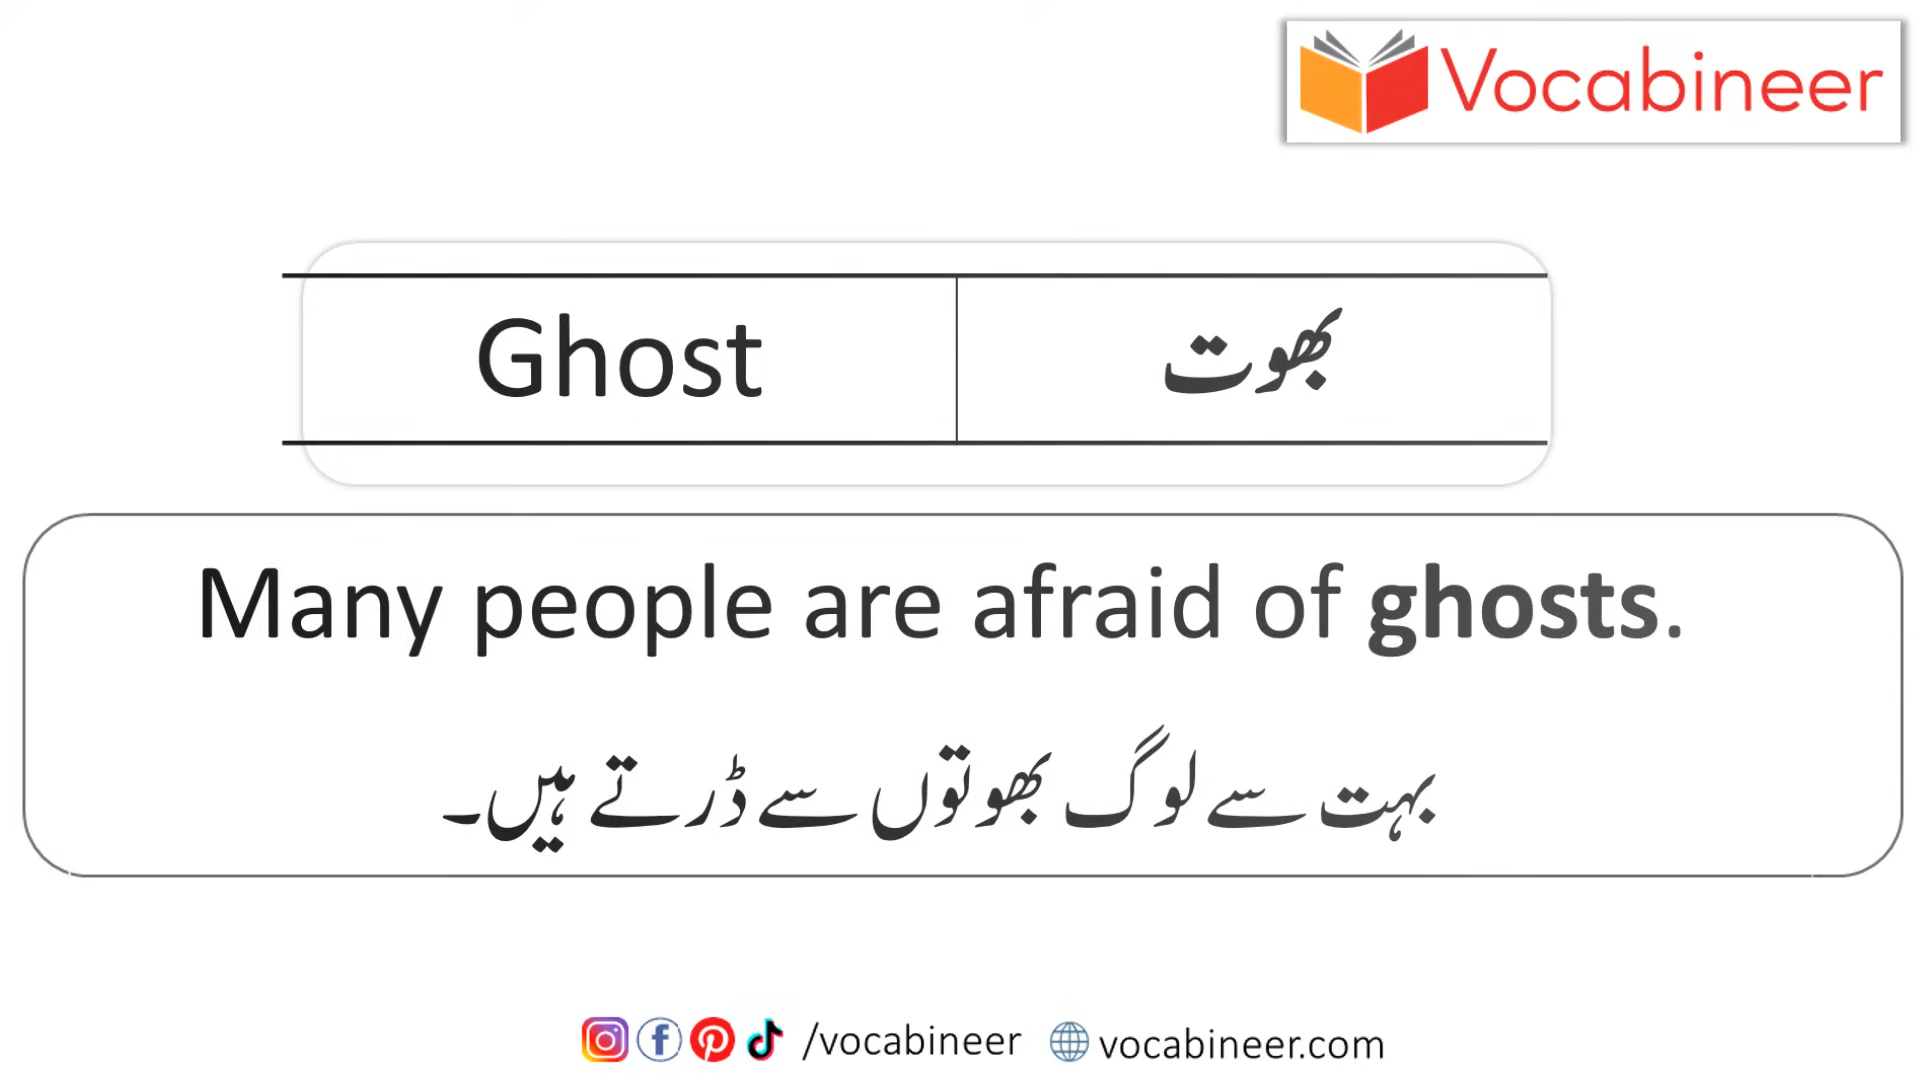 Vocabineer
Ghost
بھوت
Many people are afraid of ghosts.
بہت سے لوگ بھوتوں سے ڈرتے ہیں۔
/vocabineer vocabineer.com